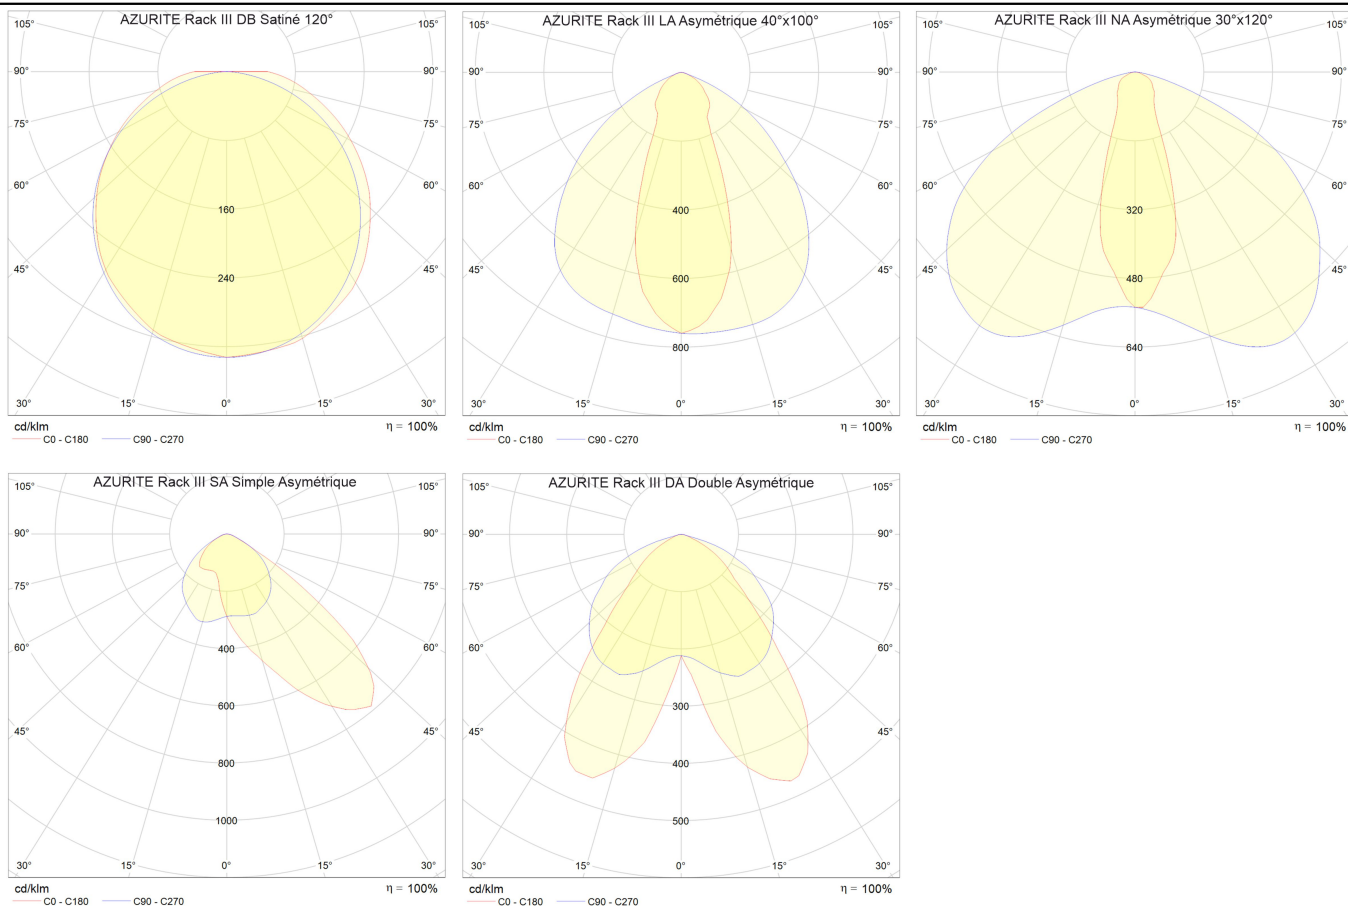 AZURITE Rack III DB Satiné 120°
105° 105°
90° 90°
75° 75°
60° 60°
160
45° 45°
240
30° 15° 0° 15° 30°
cd/klm η = 100%
C0 - C180 C90 - C270
AZURITE Rack III LA Asymétrique 40°x100°
105° 105°
90° 90°
75° 75°
60° 60°
400
45° 45°
600
800
30° 15° 0° 15° 30°
cd/klm η = 100%
C0 - C180 C90 - C270
AZURITE Rack III NA Asymétrique 30°x120°
105° 105°
90° 90°
75° 75°
60° 60°
320
45° 45°
480
640
30° 15° 0° 15° 30°
cd/klm η = 100%
C0 - C180 C90 - C270
AZURITE Rack III SA Simple Asymétrique
105° 105°
90° 90°
75° 75°
60° 60°
400
600
45° 45°
800
1000
30° 15° 0° 15° 30°
cd/klm η = 100%
C0 - C180 C90 - C270
AZURITE Rack III DA Double Asymétrique
105° 105°
90° 90°
75° 75°
60° 60°
300
45° 45°
400
500
30° 15° 0° 15° 30°
cd/klm η = 100%
C0 - C180 C90 - C270